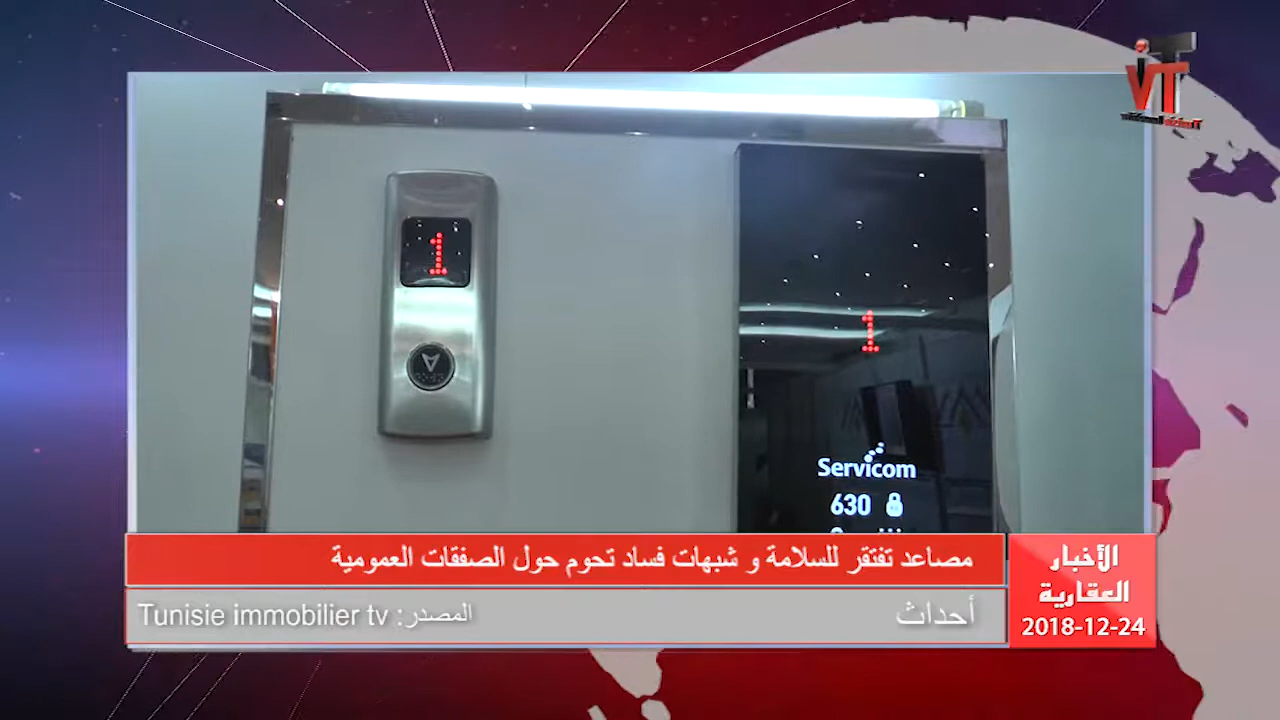 1
1
Servicom
630
مصاعد تفتقر للسلامة و شبهات فساد تحوم حول الصفقات العمومية
أحداث
المصدر: Tunisie immobilier tv
الأخبار
العقارية
2018-12-24